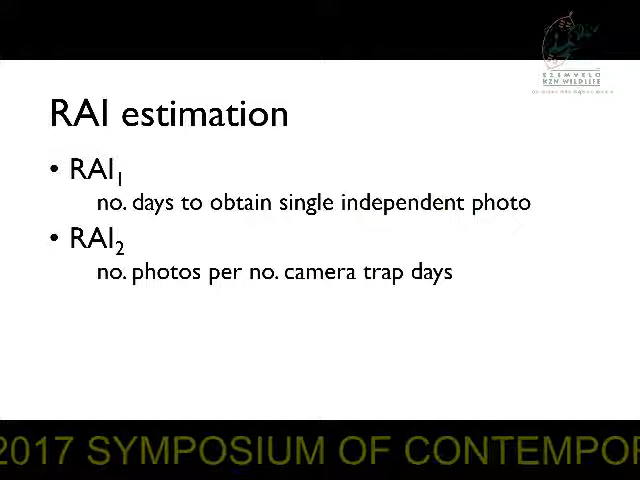 EZEMVELO
KZN WILDLIFE
RAI estimation
• RAI1
no. days to obtain single independent photo
• RAI2
no. photos per no. camera trap days
2017 SYMPOSIUM OF CONTEMPOR